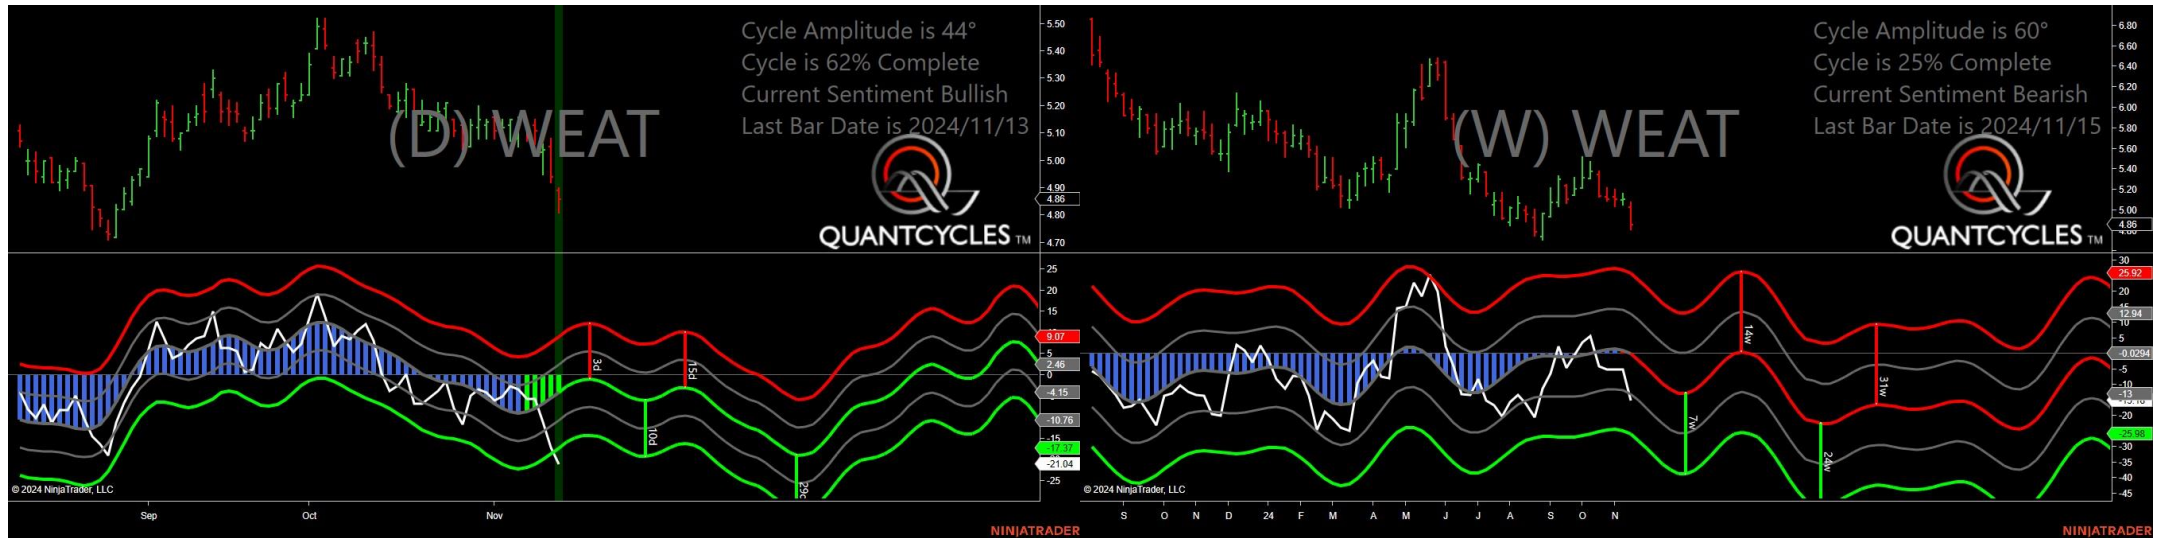 Cycle Amplitude is 44°
Cycle is 62% Complete
Current Sentiment Bullish
Last Bar Date is 2024/11/13
(D) WEAT
QUANTCYCLES TM
5.50
5.40
5.30
5.20
5.10
5.00
4.90
4.86
4.80
4.70
25
20
15
9.07
5
2.46
0
-4.15
-10.76
-15
-17.37
-21.04
-25
3d
10d
15d
29d
© 2024 NinjaTrader, LLC
Sep Oct Nov
NINJATRADER
Cycle Amplitude is 60°
Cycle is 25% Complete
Current Sentiment Bearish
Last Bar Date is 2024/11/15
(W) WEAT
QUANTCYCLES TM
6.80
6.60
6.40
6.20
6.00
5.80
5.60
5.40
5.20
5.00
4.86
30
25.92
20
15
12.94
10
5
-0.0294
-5
-10
-13
-20
-25.98
-30
-35
-40
-45
7w
14w
24w
31w
© 2024 NinjaTrader, LLC
S O N D 24 F M A M J J A S O N
NINJATRADER